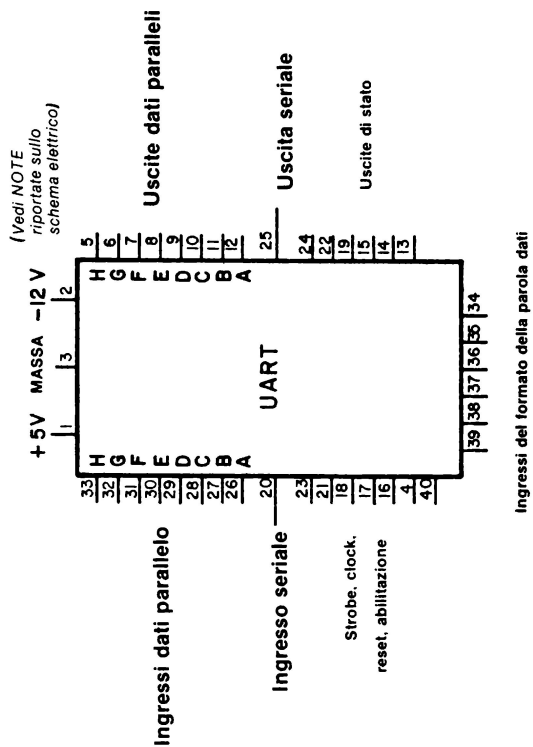 (Vedi NOTE
riportate sullo
schema elettrico)
+5V MASSA −12 V
1 3 2
Ingressi dati parallelo
33 H
32 G
31 F
30 E
29 D
28 C
27 B
26 A
H 5
G 6
F 7
E 8
D 9
C 10
B 11
A 12
Uscite dati paralleli
UART
Ingresso seriale
20
25
Uscita seriale
Strobe, clock,
reset, abilitazione
23
21
18
17
16
4
40
24
22
19
15
14
13
Uscite di stato
39 38 37 36 35 34
Ingressi del formato della parola dati